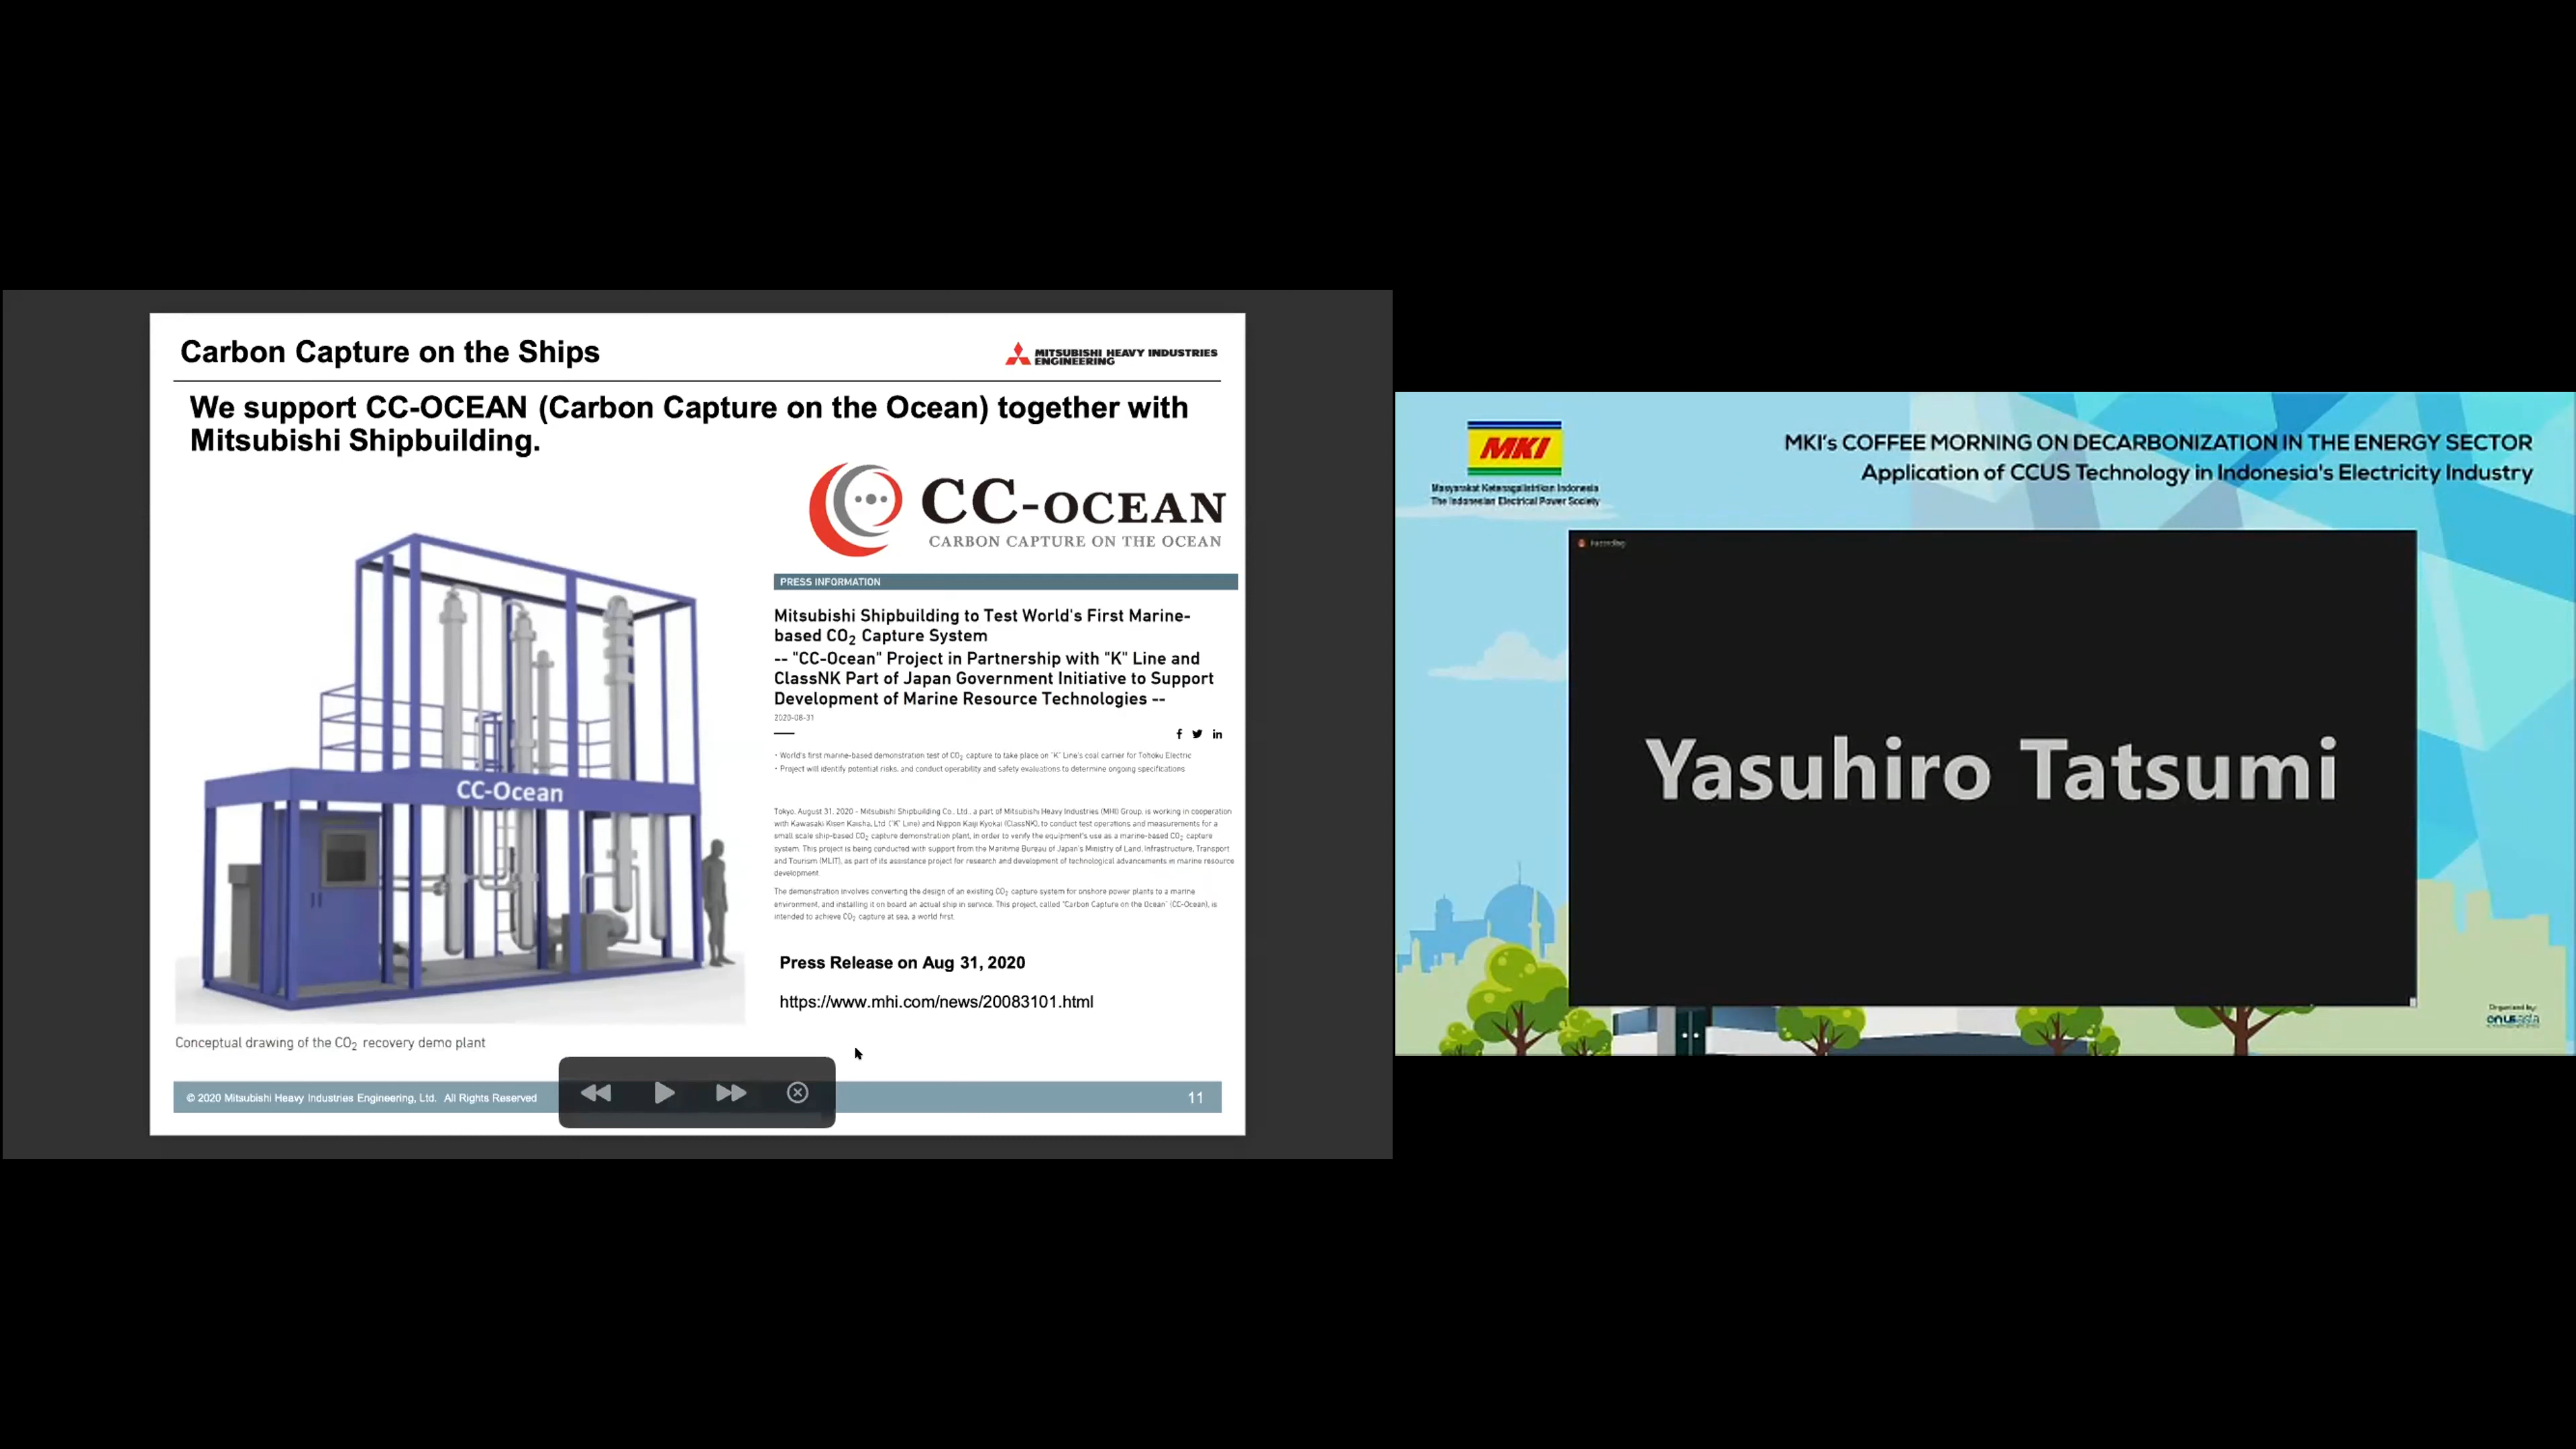 Carbon Capture on the Ships
MITSUBISHI HEAVY INDUSTRIES
ENGINEERING
We support CC-OCEAN (Carbon Capture on the Ocean) together with
Mitsubishi Shipbuilding.
CC-OCEAN
CARBON CAPTURE ON THE OCEAN
PRESS INFORMATION
Mitsubishi Shipbuilding to Test World's First Marine-
based CO2 Capture System
-- "CC-Ocean" Project in Partnership with "K" Line and
ClassNK Part of Japan Government Initiative to Support
Development of Marine Resource Technologies --
2020-08-31
・World's first marine-based demonstration test of CO2 capture to take place on "K" Line's coal carrier for Tohoku Electric
・Project will identify potential risks, and conduct operability and safety evaluations to determine ongoing specifications
Tokyo, August 31, 2020 - Mitsubishi Shipbuilding Co., Ltd., a part of Mitsubishi Heavy Industries (MHI) Group, is working in cooperation
with Kawasaki Kisen Kaisha, Ltd. ("K" Line) and Nippon Kaiji Kyokai (ClassNK), to conduct test operations and measurements for a
small scale ship-based CO2 capture demonstration plant, in order to verify the equipment's use as a marine-based CO2 capture
system. This project is being conducted with support from the Maritime Bureau of Japan's Ministry of Land, Infrastructure, Transport
and Tourism (MLIT), as part of its assistance project for research and development of technological advancements in marine resource
development.
The demonstration involves converting the design of an existing CO2 capture system for onshore power plants to a marine
environment, and installing it on board an actual ship in service. This project, called "Carbon Capture on the Ocean" (CC-Ocean), is
intended to achieve CO2 capture at sea, a world first.
Press Release on Aug 31, 2020
https://www.mhi.com/news/20083101.html
CC-Ocean
Conceptual drawing of the CO2 recovery demo plant
© 2020 Mitsubishi Heavy Industries Engineering, Ltd. All Rights Reserved
11
MKI
Masyarakat Ketenagalistrikan Indonesia
The Indonesian Electrical Power Society
MKI's COFFEE MORNING ON DECARBONIZATION IN THE ENERGY SECTOR
Application of CCUS Technology in Indonesia's Electricity Industry
Recording
Yasuhiro Tatsumi
Organized by: